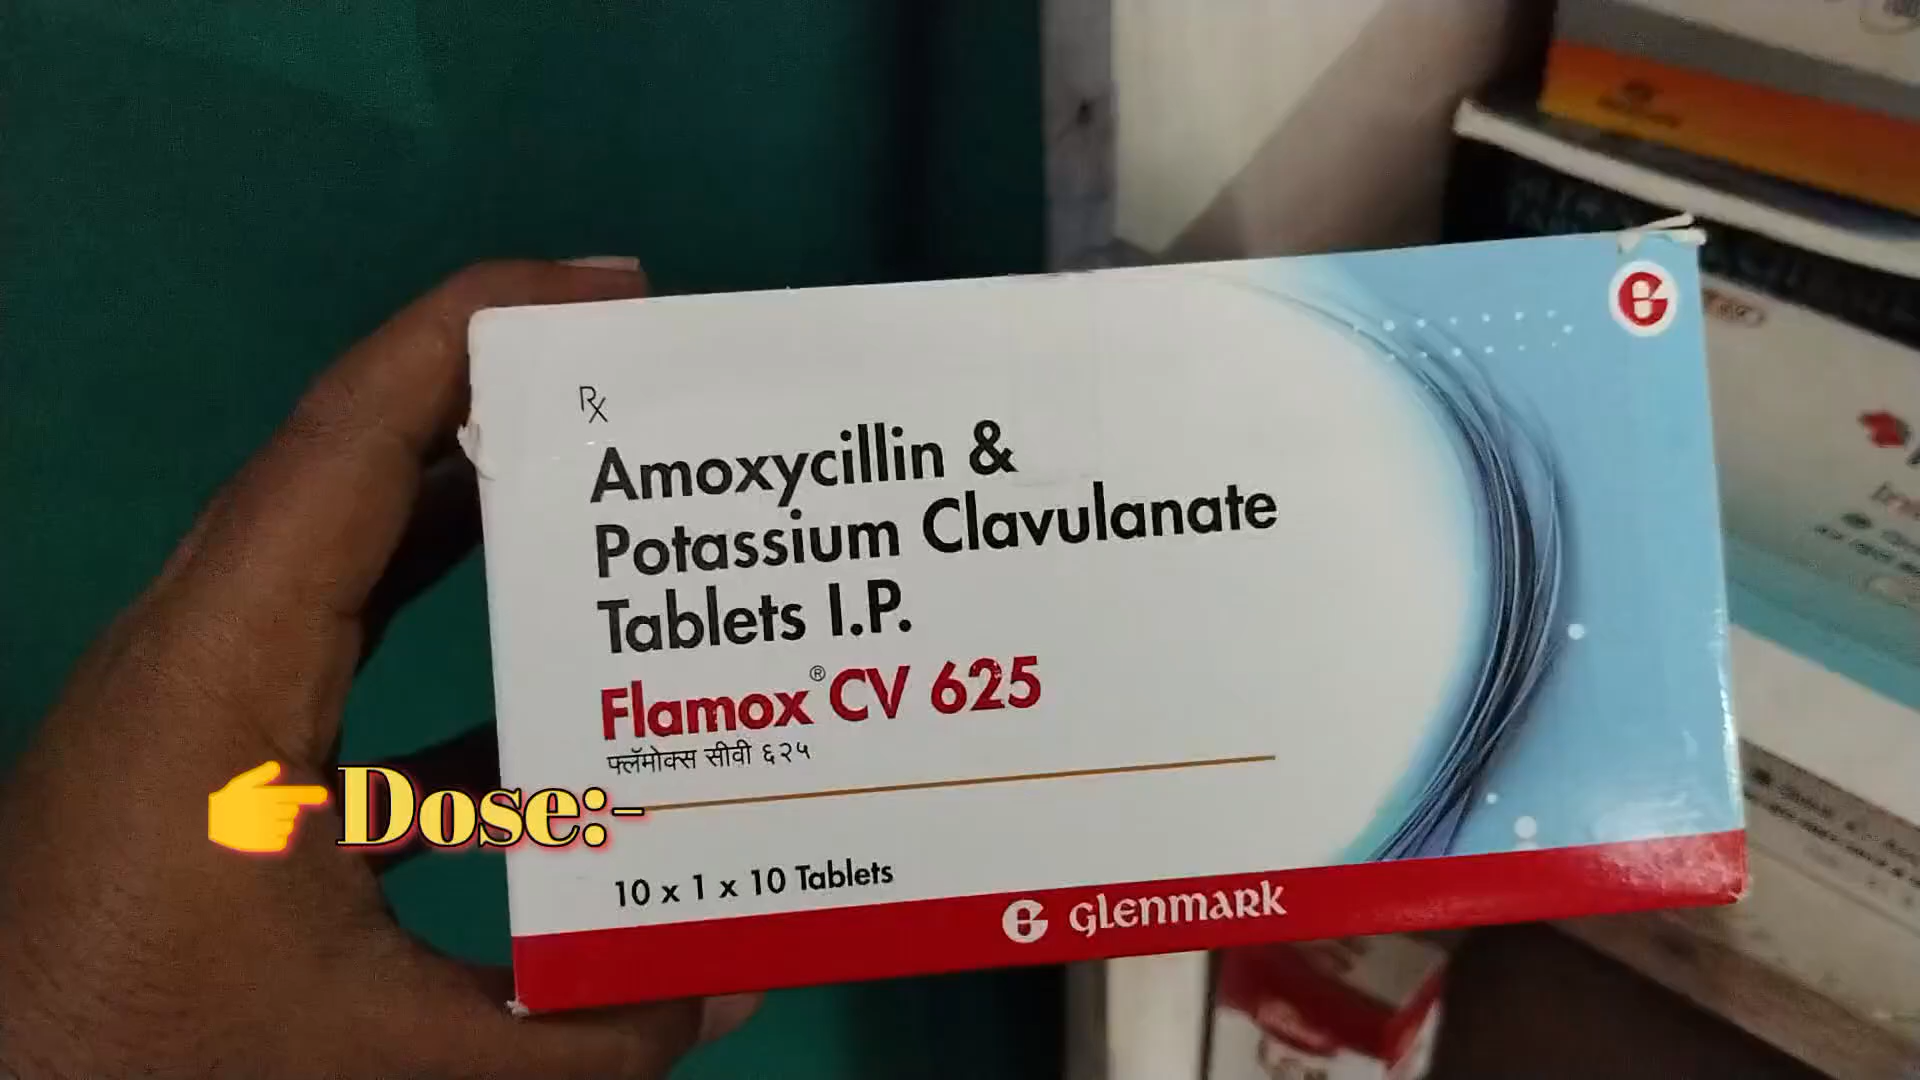 Rx
Amoxycillin &
Potassium Clavulanate
Tablets I.P.
Flamox® CV 625
फ्लॅमोक्स सीवी ६२५
👉Dose:-
10 x 1 x 10 Tablets
GLENMARK